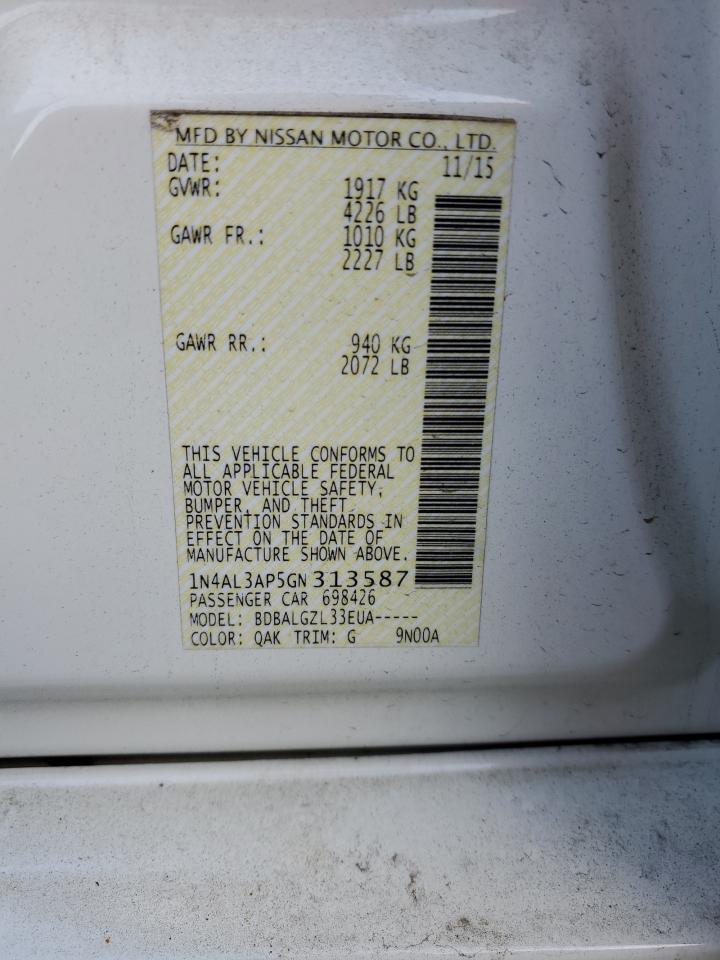 MFD BY NISSAN MOTOR CO., LTD.
DATE: 11/15
GVWR: 1917 KG
4226 LB
GAWR FR.: 1010 KG
2227 LB
GAWR RR.: 940 KG
2072 LB
THIS VEHICLE CONFORMS TO
ALL APPLICABLE FEDERAL
MOTOR VEHICLE SAFETY,
BUMPER, AND THEFT
PREVENTION STANDARDS IN
EFFECT ON THE DATE OF
MANUFACTURE SHOWN ABOVE.
1N4AL3AP5GN313587
PASSENGER CAR 698426
MODEL: BDBALGZL33EUA-----
COLOR: QAK TRIM: G 9N00A